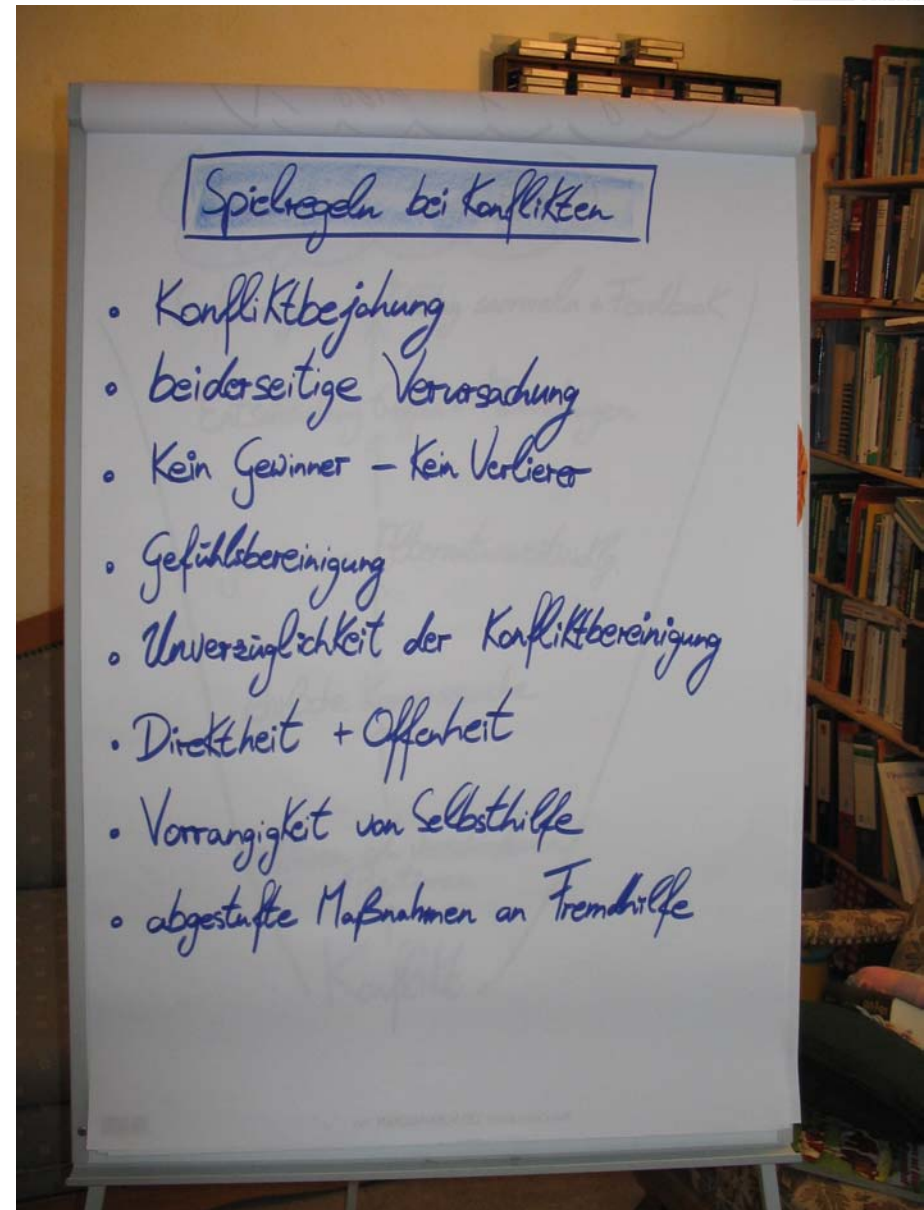 Spielregeln bei Konflikten
• Konfliktbejahung
• beiderseitige Verursachung
• Kein Gewinner – Kein Verlierer
• Gefühlsbereinigung
• Unverzüglichkeit der Konfliktbereinigung
• Direktheit + Offenheit
• Vorrangigkeit von Selbsthilfe
• abgestufte Maßnahmen an Fremdhilfe
Konflikt